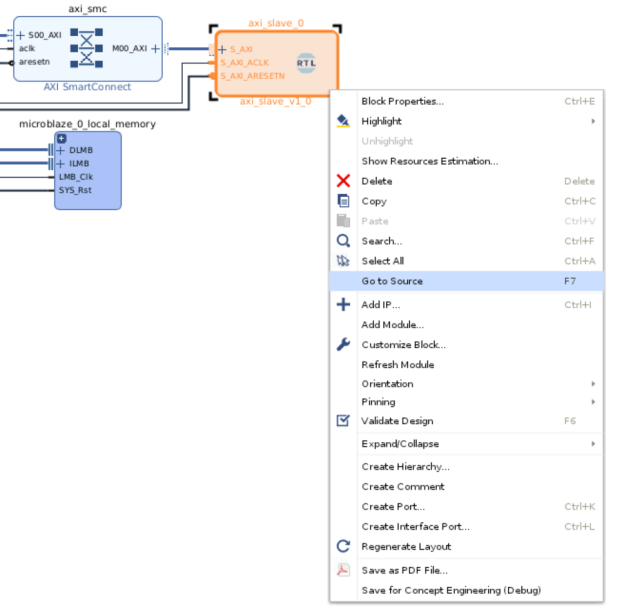 axi_smc
S00_AXI
aclk
aresetn
M00_AXI
AXI SmartConnect
axi_slave_0
S_AXI
S_AXI_ACLK
S_AXI_ARESETN
RTL
axi_slave_v1_0
microblaze_0_local_memory
DLMB
ILMB
LMB_Clk
SYS_Rst
Block Properties... Ctrl+E
Highlight
Unhighlight
Show Resources Estimation...
Delete Delete
Copy Ctrl+C
Paste Ctrl+V
Search... Ctrl+F
Select All Ctrl+A
Go to Source F7
Add IP... Ctrl+I
Add Module...
Customize Block...
Refresh Module
Orientation
Pinning
Validate Design F6
Expand/Collapse
Create Hierarchy...
Create Comment
Create Port... Ctrl+K
Create Interface Port... Ctrl+L
Regenerate Layout
Save as PDF File...
Save for Concept Engineering (Debug)